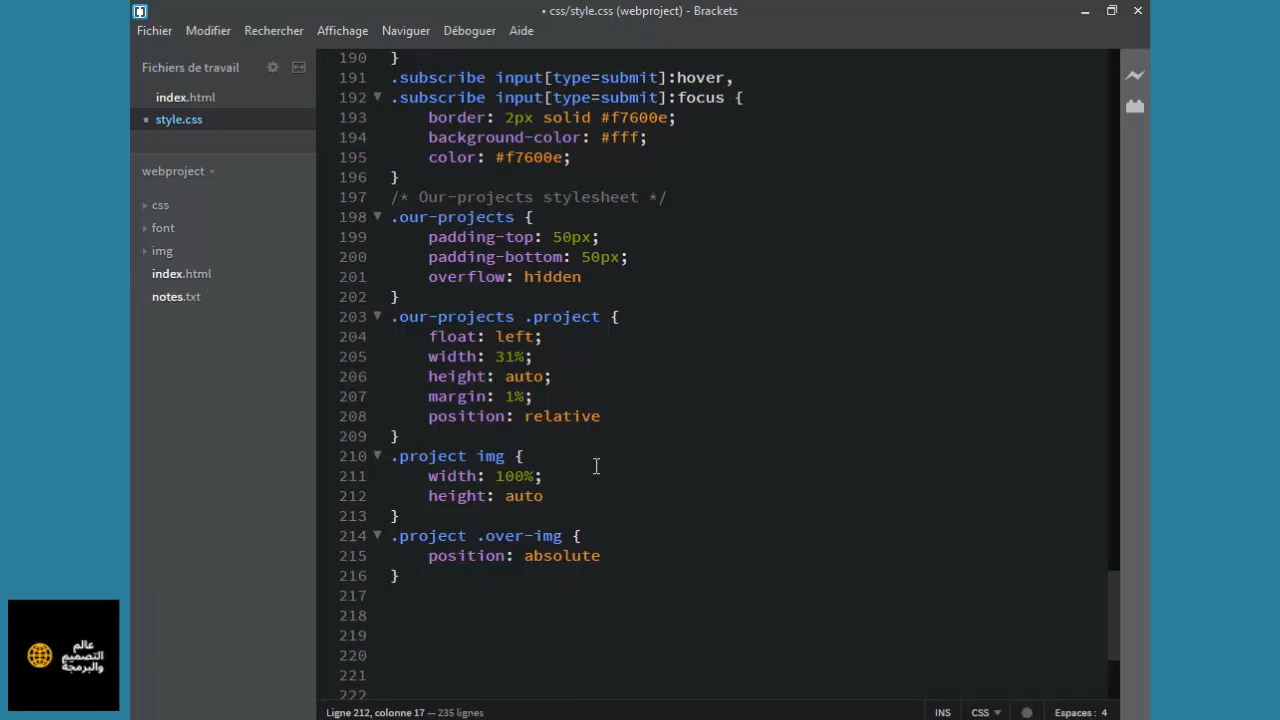 css/style.css (webproject) - Brackets
Fichier Modifier Rechercher Affichage Naviguer Déboguer Aide
Fichiers de travail
index.html
style.css
webproject
css
font
img
index.html
notes.txt
190 }
191 .subscribe input[type=submit]:hover,
192 .subscribe input[type=submit]:focus {
193 border: 2px solid #f7600e;
194 background-color: #fff;
195 color: #f7600e;
196 }
197 /* Our-projects stylesheet */
198 .our-projects {
199 padding-top: 50px;
200 padding-bottom: 50px;
201 overflow: hidden
202 }
203 .our-projects .project {
204 float: left;
205 width: 31%;
206 height: auto;
207 margin: 1%;
208 position: relative
209 }
210 .project img {
211 width: 100%;
212 height: auto
213 }
214 .project .over-img {
215 position: absolute
216 }
217
218
219
220
221
222
عالم
التصميم
والبرمجة
Ligne 212, colonne 17 — 235 lignes
INS CSS Espaces: 4